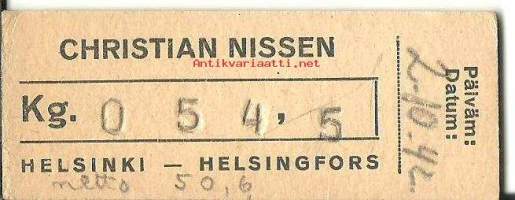 CHRISTIAN NISSEN
Antikvariaatti.net
Kg. 0 5 4, 5
HELSINKI — HELSINGFORS
netto 50,6
Päiväm:
Datum:
2-10.42.